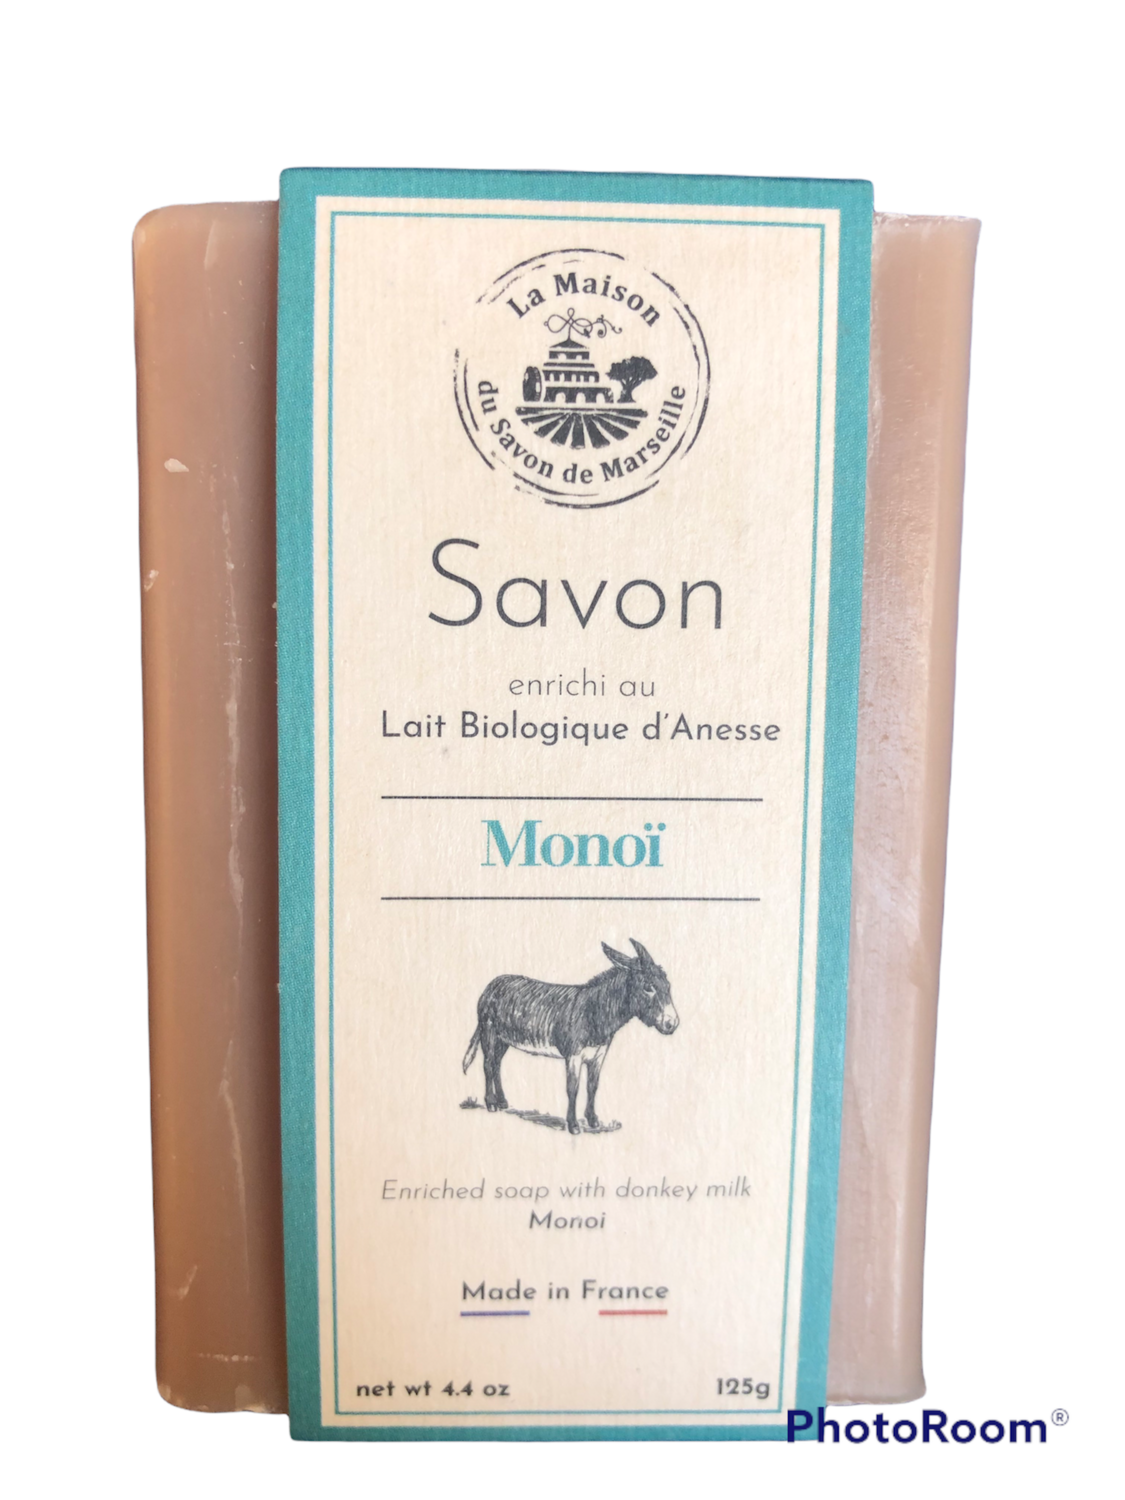 La Maison
du Savon de Marseille
Savon
enrichi au
Lait Biologique d'Anesse
Monoï
Enriched soap with donkey milk
Monoi
Made in France
net wt 4.4 oz 125g
PhotoRoom®